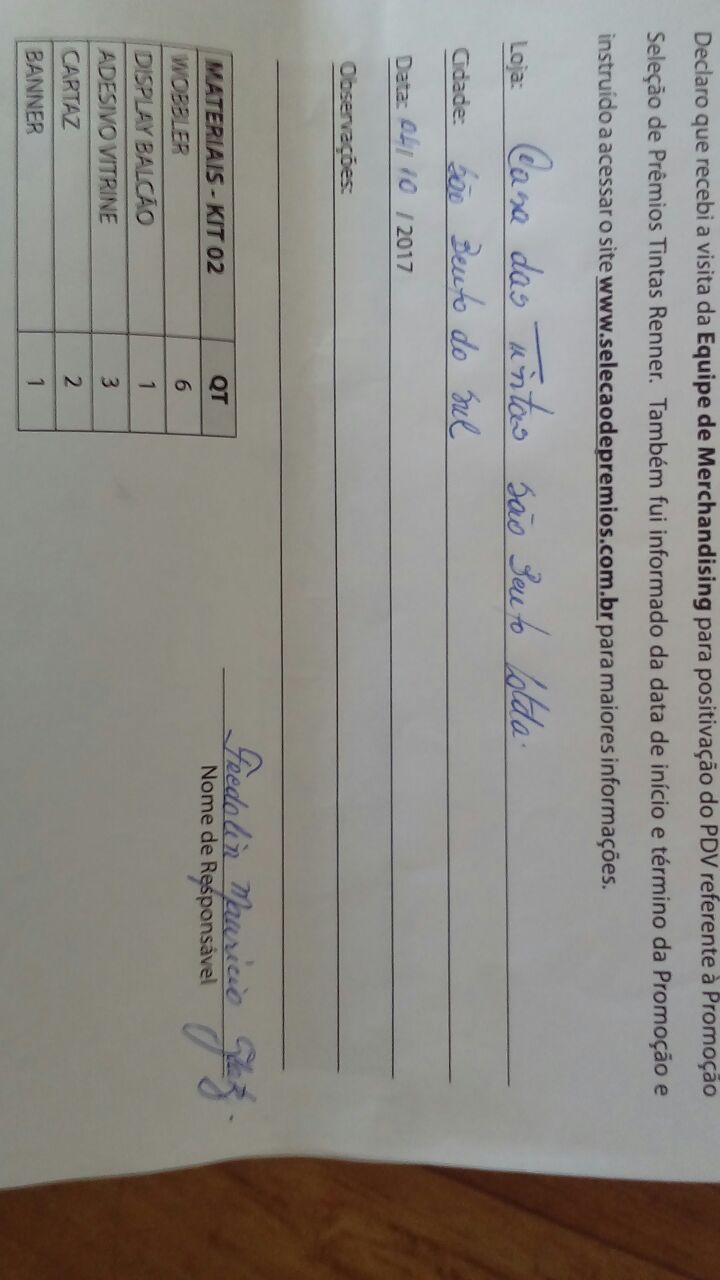 Declaro que recebi a visita da Equipe de Merchandising para positivação do PDV referente à Promoção
Seleção de Prêmios Tintas Renner. Também fui informado da data de início e término da Promoção e
instruído a acessar o site www.selecaodepremios.com.br para maiores informações.
Loja: Casa das Tintas são Bento Ltda.
Cidade: são Bento do sul
Data: 04/ 10 / 2017
Observações:
MATERIAIS - KIT 02 QT
WOBBLER 6
DISPLAY BALCÃO 1
ADESIVO VITRINE 3
CARTAZ 2
BANNER 1
Mauricio
Nome de Responsável